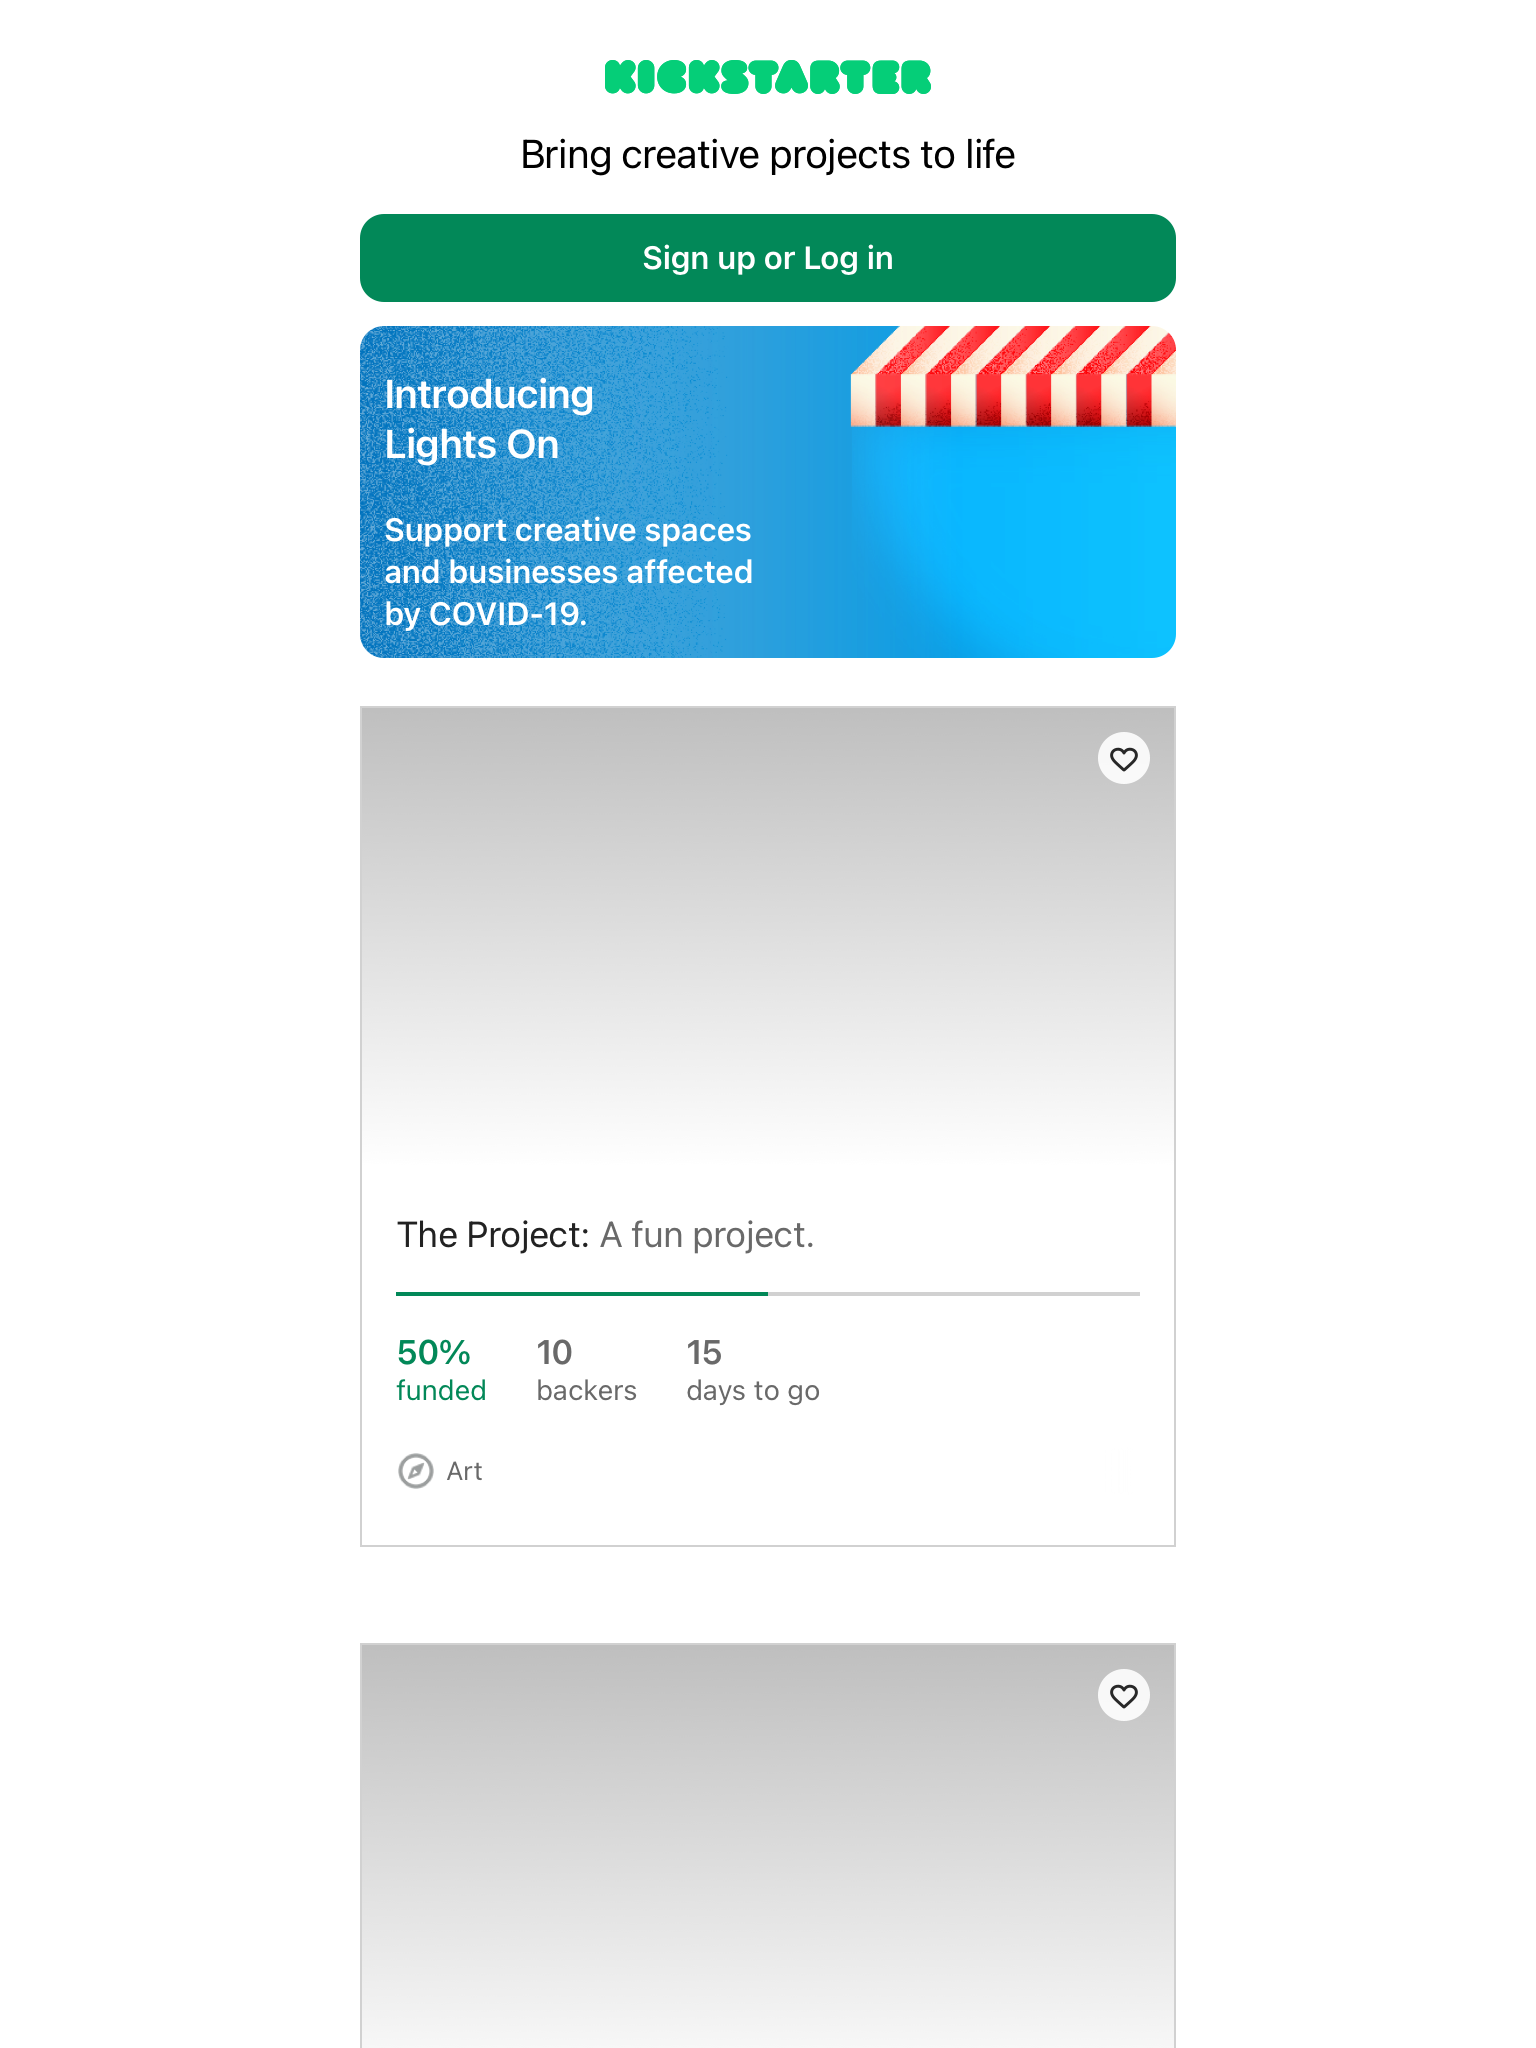 KICKSTARTER
Bring creative projects to life
Sign up or Log in
Introducing
Lights On
Support creative spaces
and businesses affected
by COVID-19.
The Project: A fun project.
50% 10 15
funded backers days to go
Art